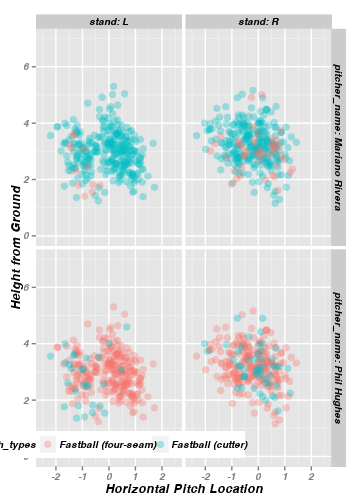 stand: L
stand: R
6
4
2
0
pitcher_name: Mariano Rivera
Height from Ground
6
4
2
pitcher_name: Phil Hughes
h_types Fastball (four-seam) Fastball (cutter)
-2 -1 0 1 2 -2 -1 0 1 2
Horizontal Pitch Location